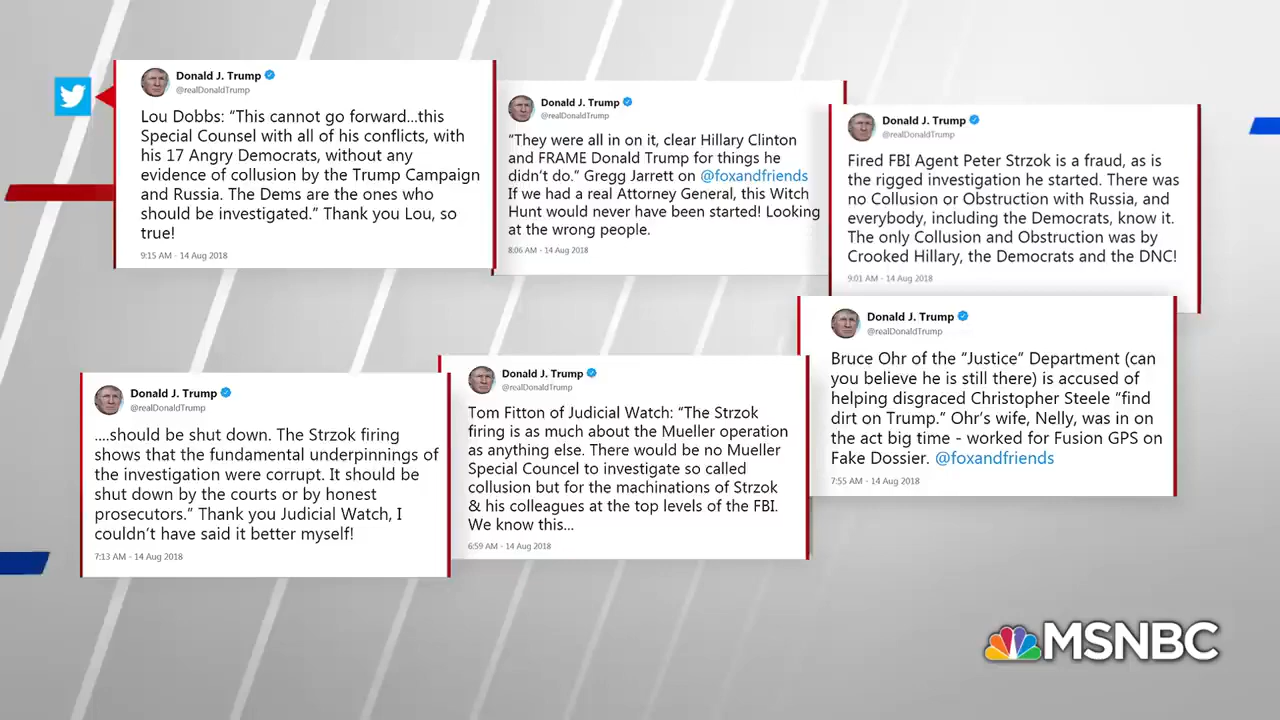 Donald J. Trump
@realDonaldTrump
Lou Dobbs: “This cannot go forward...this
Special Counsel with all of his conflicts, with
his 17 Angry Democrats, without any
evidence of collusion by the Trump Campaign
and Russia. The Dems are the ones who
should be investigated.” Thank you Lou, so
true!
9:15 AM - 14 Aug 2018
Donald J. Trump
@realDonaldTrump
“They were all in on it, clear Hillary Clinton
and FRAME Donald Trump for things he
didn’t do.” Gregg Jarrett on @foxandfriends
If we had a real Attorney General, this Witch
Hunt would never have been started! Looking
at the wrong people.
8:06 AM - 14 Aug 2018
Donald J. Trump
@realDonaldTrump
Fired FBI Agent Peter Strzok is a fraud, as is
the rigged investigation he started. There was
no Collusion or Obstruction with Russia, and
everybody, including the Democrats, know it.
The only Collusion and Obstruction was by
Crooked Hillary, the Democrats and the DNC!
9:01 AM - 14 Aug 2018
Donald J. Trump
@realDonaldTrump
....should be shut down. The Strzok firing
shows that the fundamental underpinnings of
the investigation were corrupt. It should be
shut down by the courts or by honest
prosecutors.” Thank you Judicial Watch, I
couldn’t have said it better myself!
7:13 AM - 14 Aug 2018
Donald J. Trump
@realDonaldTrump
Tom Fitton of Judicial Watch: “The Strzok
firing is as much about the Mueller operation
as anything else. There would be no Mueller
Special Councel to investigate so called
collusion but for the machinations of Strzok
& his colleagues at the top levels of the FBI.
We know this...
6:59 AM - 14 Aug 2018
Donald J. Trump
@realDonaldTrump
Bruce Ohr of the “Justice” Department (can
you believe he is still there) is accused of
helping disgraced Christopher Steele “find
dirt on Trump.” Ohr’s wife, Nelly, was in on
the act big time - worked for Fusion GPS on
Fake Dossier. @foxandfriends
7:55 AM - 14 Aug 2018
MSNBC